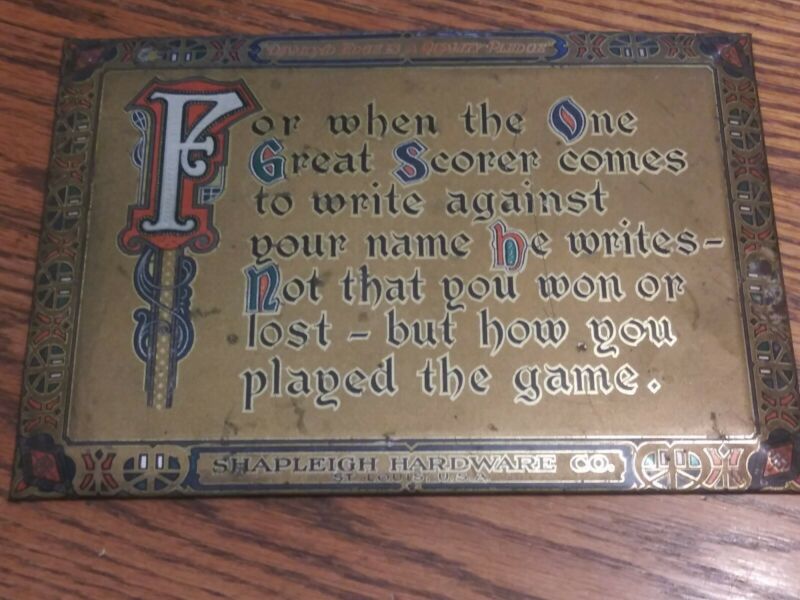 DIAMOND EDGE IS A QUALITY PLEDGE
For when the One
Great Scorer comes
to write against
your name he writes-
Not that you won or
lost - but how you
played the game.
SHAPLEIGH HARDWARE CO.
ST. LOUIS, U.S.A.